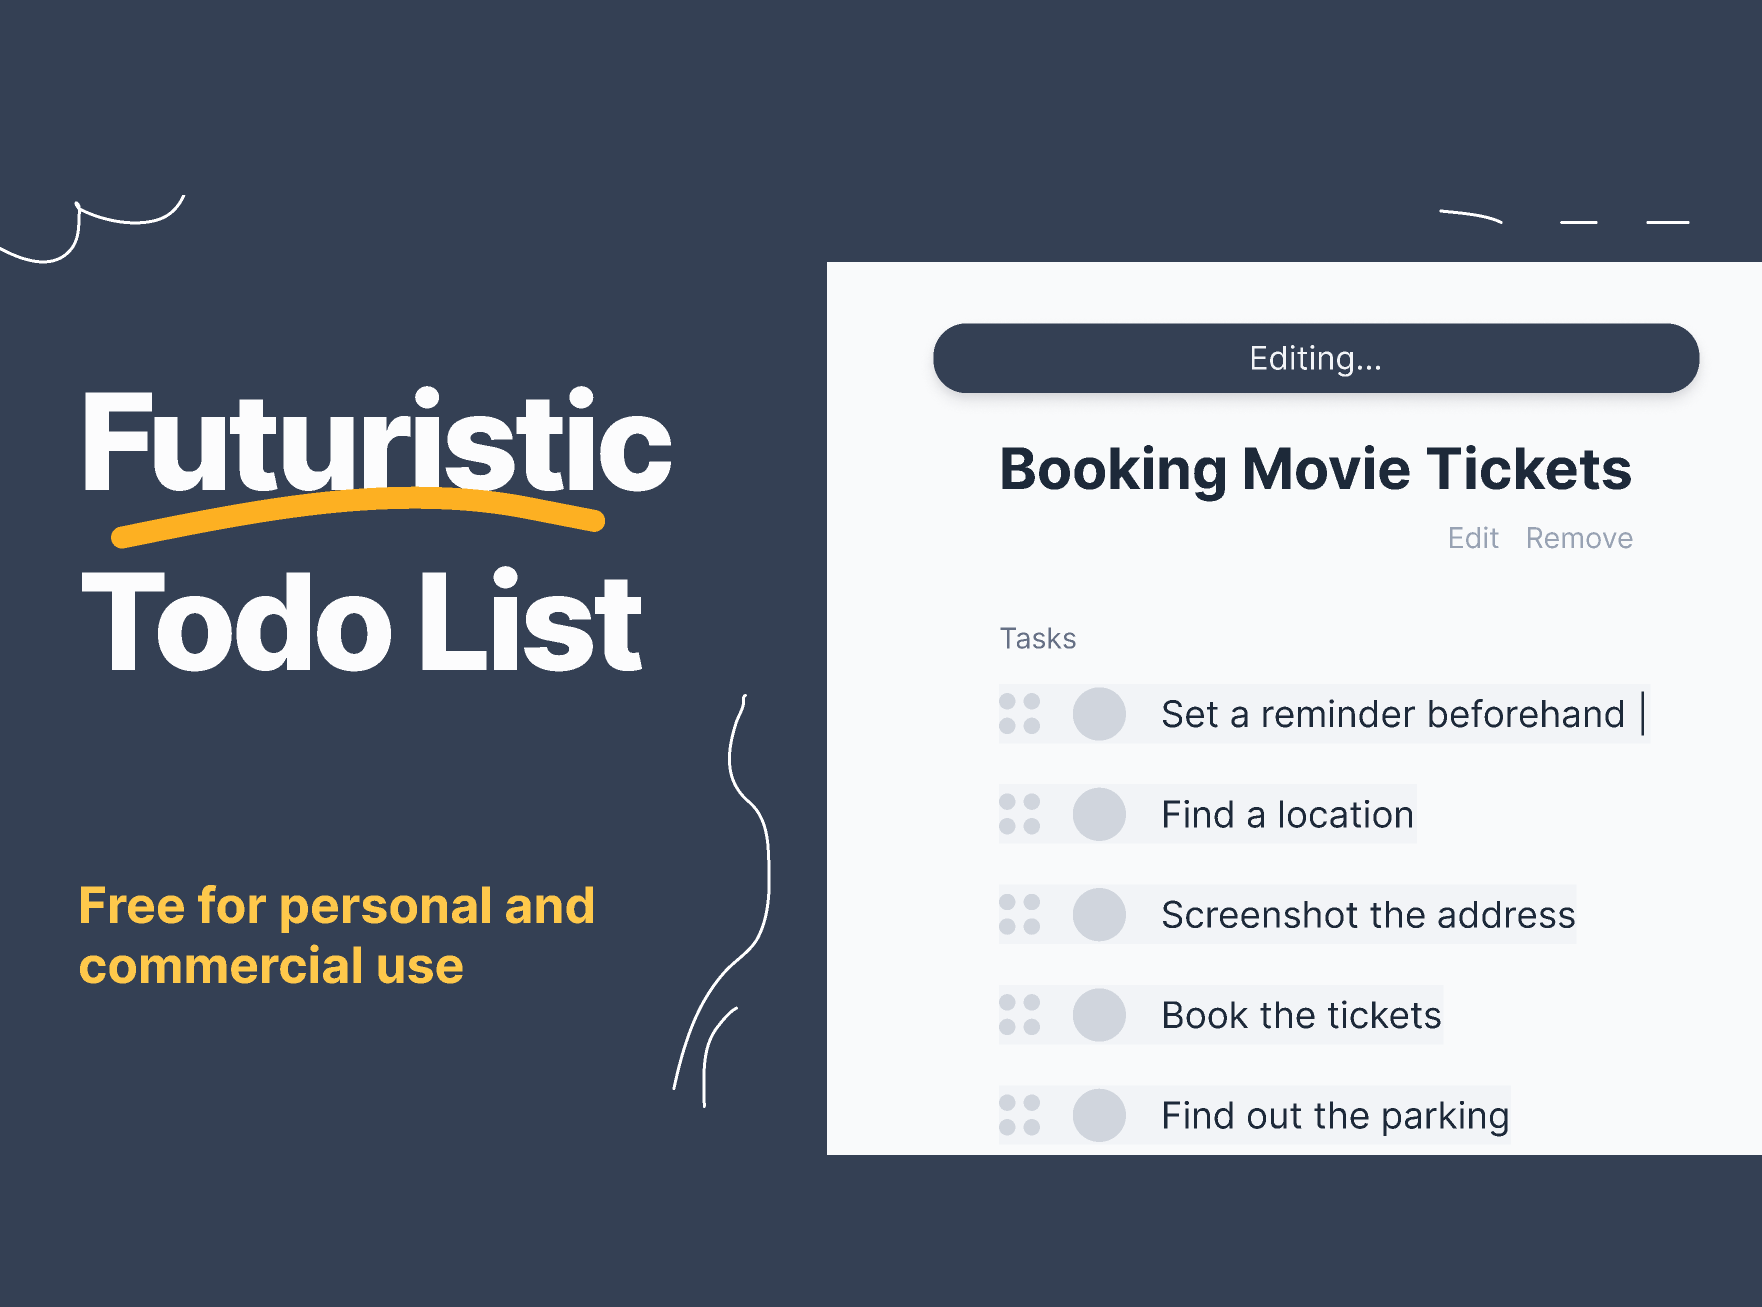 Futuristic
Todo List
Free for personal and
commercial use
Editing...
Booking Movie Tickets
Edit Remove
Tasks
Set a reminder beforehand
Find a location
Screenshot the address
Book the tickets
Find out the parking